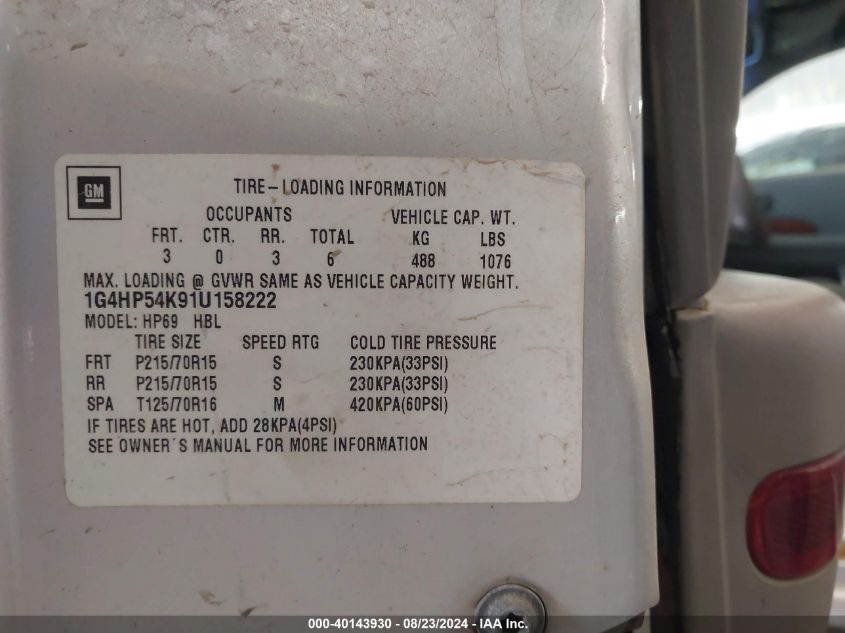 GM
TIRE-LOADING INFORMATION
OCCUPANTS VEHICLE CAP. WT.
FRT. CTR. RR. TOTAL KG LBS
3 0 3 6 488 1076
MAX. LOADING @ GVWR SAME AS VEHICLE CAPACITY WEIGHT.
1G4HP54K91U158222
MODEL: HP69 HBL
TIRE SIZE SPEED RTG COLD TIRE PRESSURE
FRT P215/70R15 S 230KPA(33PSI)
RR P215/70R15 S 230KPA(33PSI)
SPA T125/70R16 M 420KPA(60PSI)
IF TIRES ARE HOT, ADD 28KPA(4PSI)
SEE OWNER´S MANUAL FOR MORE INFORMATION
000-40143930 - 08/23/2024 - IAA Inc.